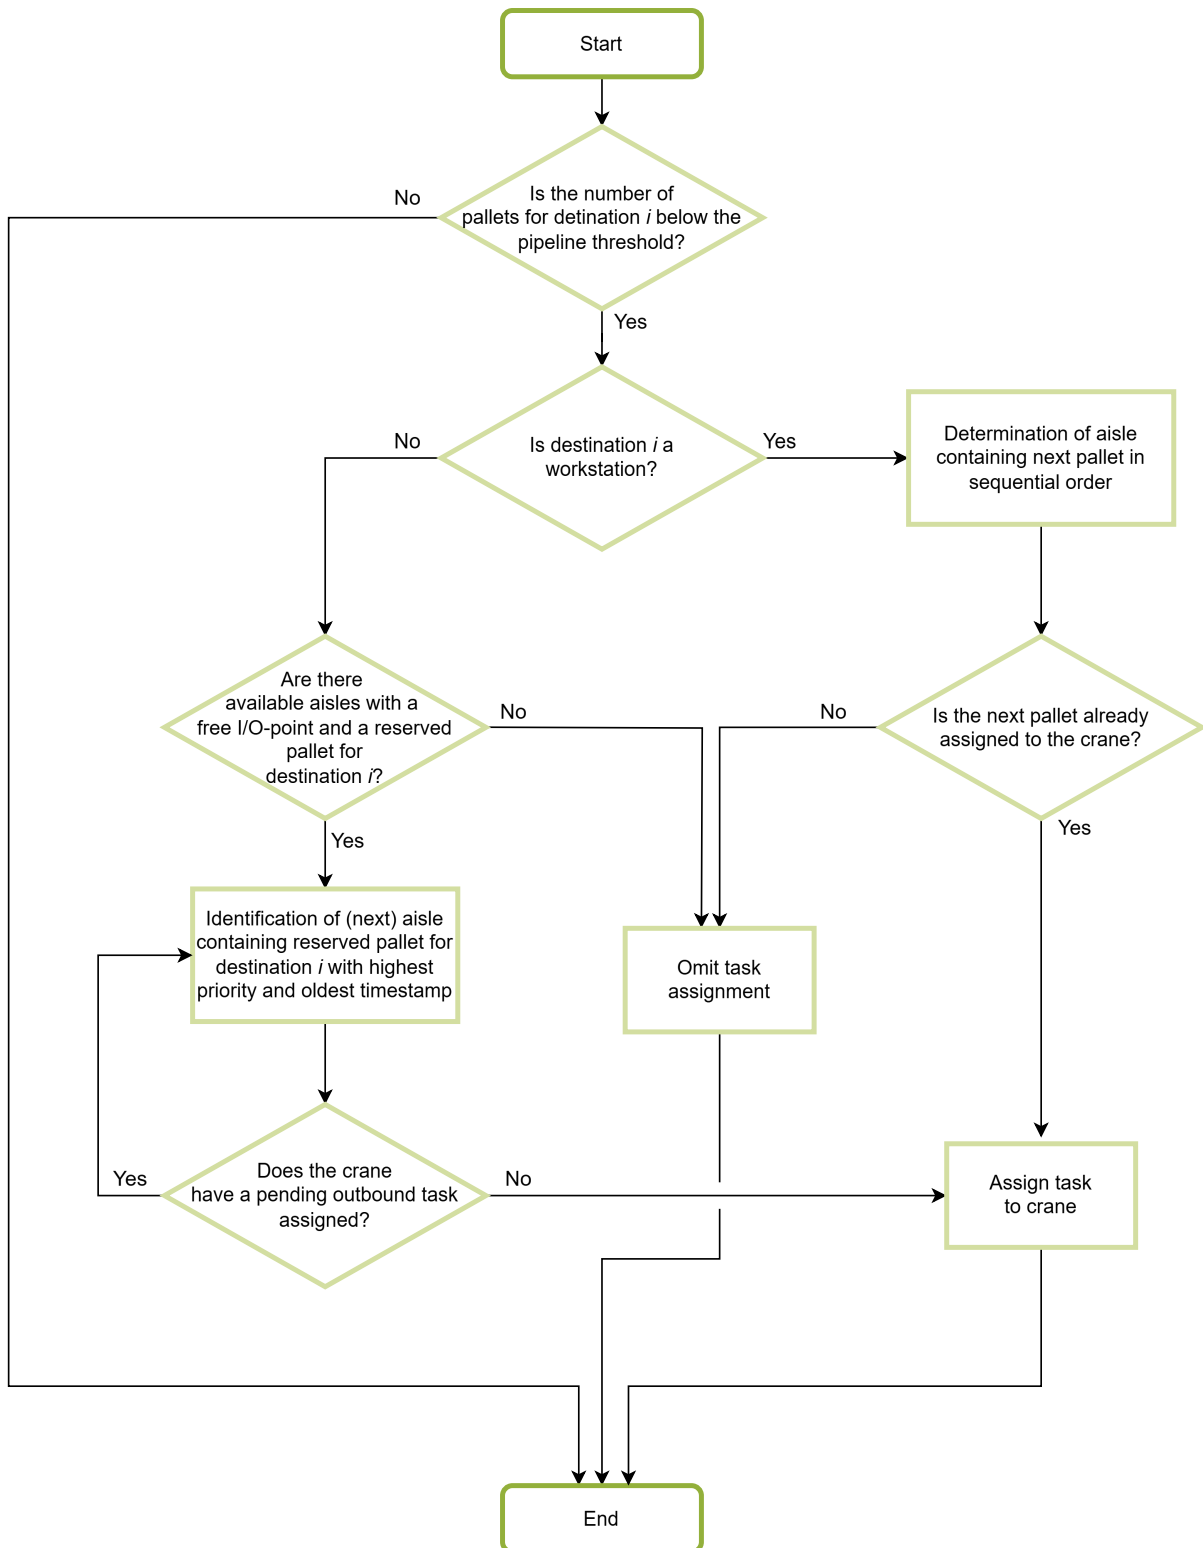 Start
Is the number of
pallets for detination i below the
pipeline threshold?
No
Yes
Is destination i a
workstation?
No
Yes
Determination of aisle
containing next pallet in
sequential order
Are there
available aisles with a
free I/O-point and a reserved
pallet for
destination i?
No
Yes
No
Is the next pallet already
assigned to the crane?
Yes
Identification of (next) aisle
containing reserved pallet for
destination i with highest
priority and oldest timestamp
Omit task
assignment
Does the crane
have a pending outbound task
assigned?
Yes
No
Assign task
to crane
End